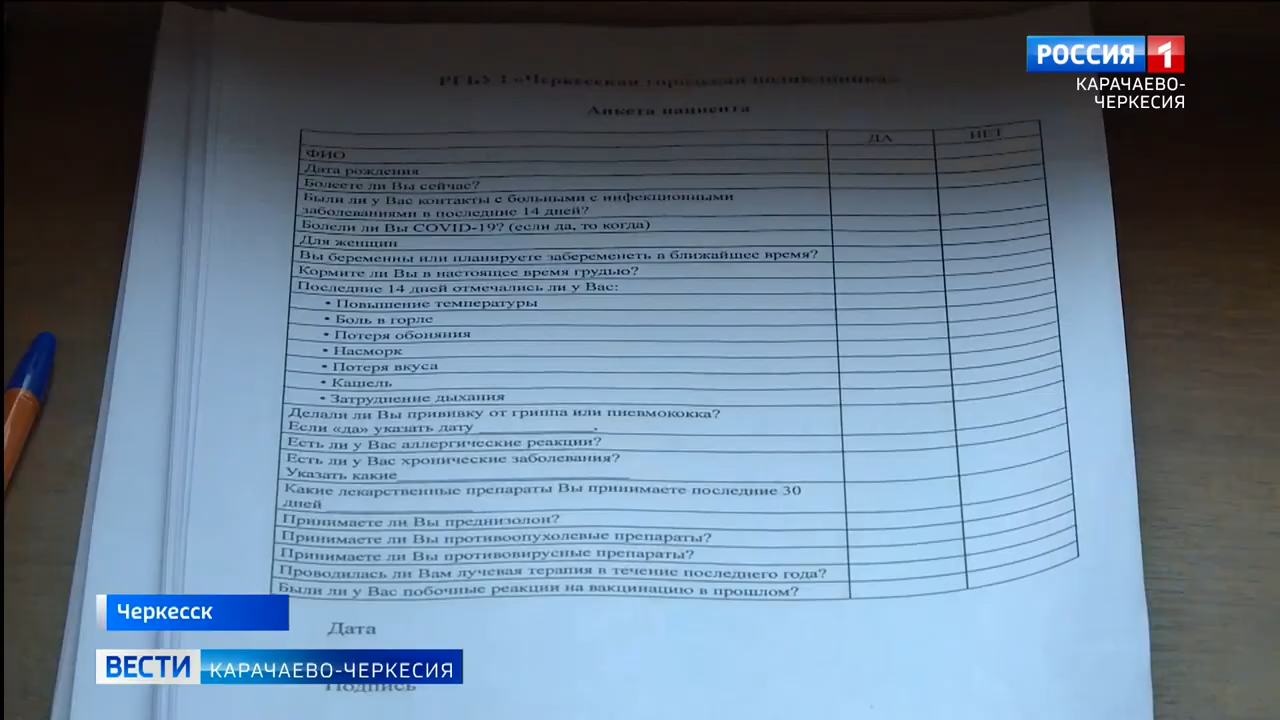 РОССИЯ 1
КАРАЧАЕВО-
ЧЕРКЕСИЯ
РГБУЗ «Черкесская городская поликлиника»
Анкета пациента
ДА НЕТ
ФИО
Дата рождения
Болеете ли Вы сейчас?
Были ли у Вас контакты с больными с инфекционными
заболеваниями в последние 14 дней?
Болели ли Вы COVID-19? (если да, то когда)
Для женщин
Вы беременны или планируете забеременеть в ближайшее время?
Кормите ли Вы в настоящее время грудью?
Последние 14 дней отмечались ли у Вас:
• Повышение температуры
• Боль в горле
• Потеря обоняния
• Насморк
• Потеря вкуса
• Кашель
• Затруднение дыхания
Делали ли Вы прививку от гриппа или пневмококка?
Если «да» указать дату ______________.
Есть ли у Вас аллергические реакции?
Есть ли у Вас хронические заболевания?
Указать какие___________________________
Какие лекарственные препараты Вы принимаете последние 30
дней _________________
Принимаете ли Вы преднизолон?
Принимаете ли Вы противоопухолевые препараты?
Принимаете ли Вы противовирусные препараты?
Проводилась ли Вам лучевая терапия в течение последнего года?
Были ли у Вас побочные реакции на вакцинацию в прошлом?
Черкесск
Дата
ВЕСТИ КАРАЧАЕВО-ЧЕРКЕСИЯ
Подпись